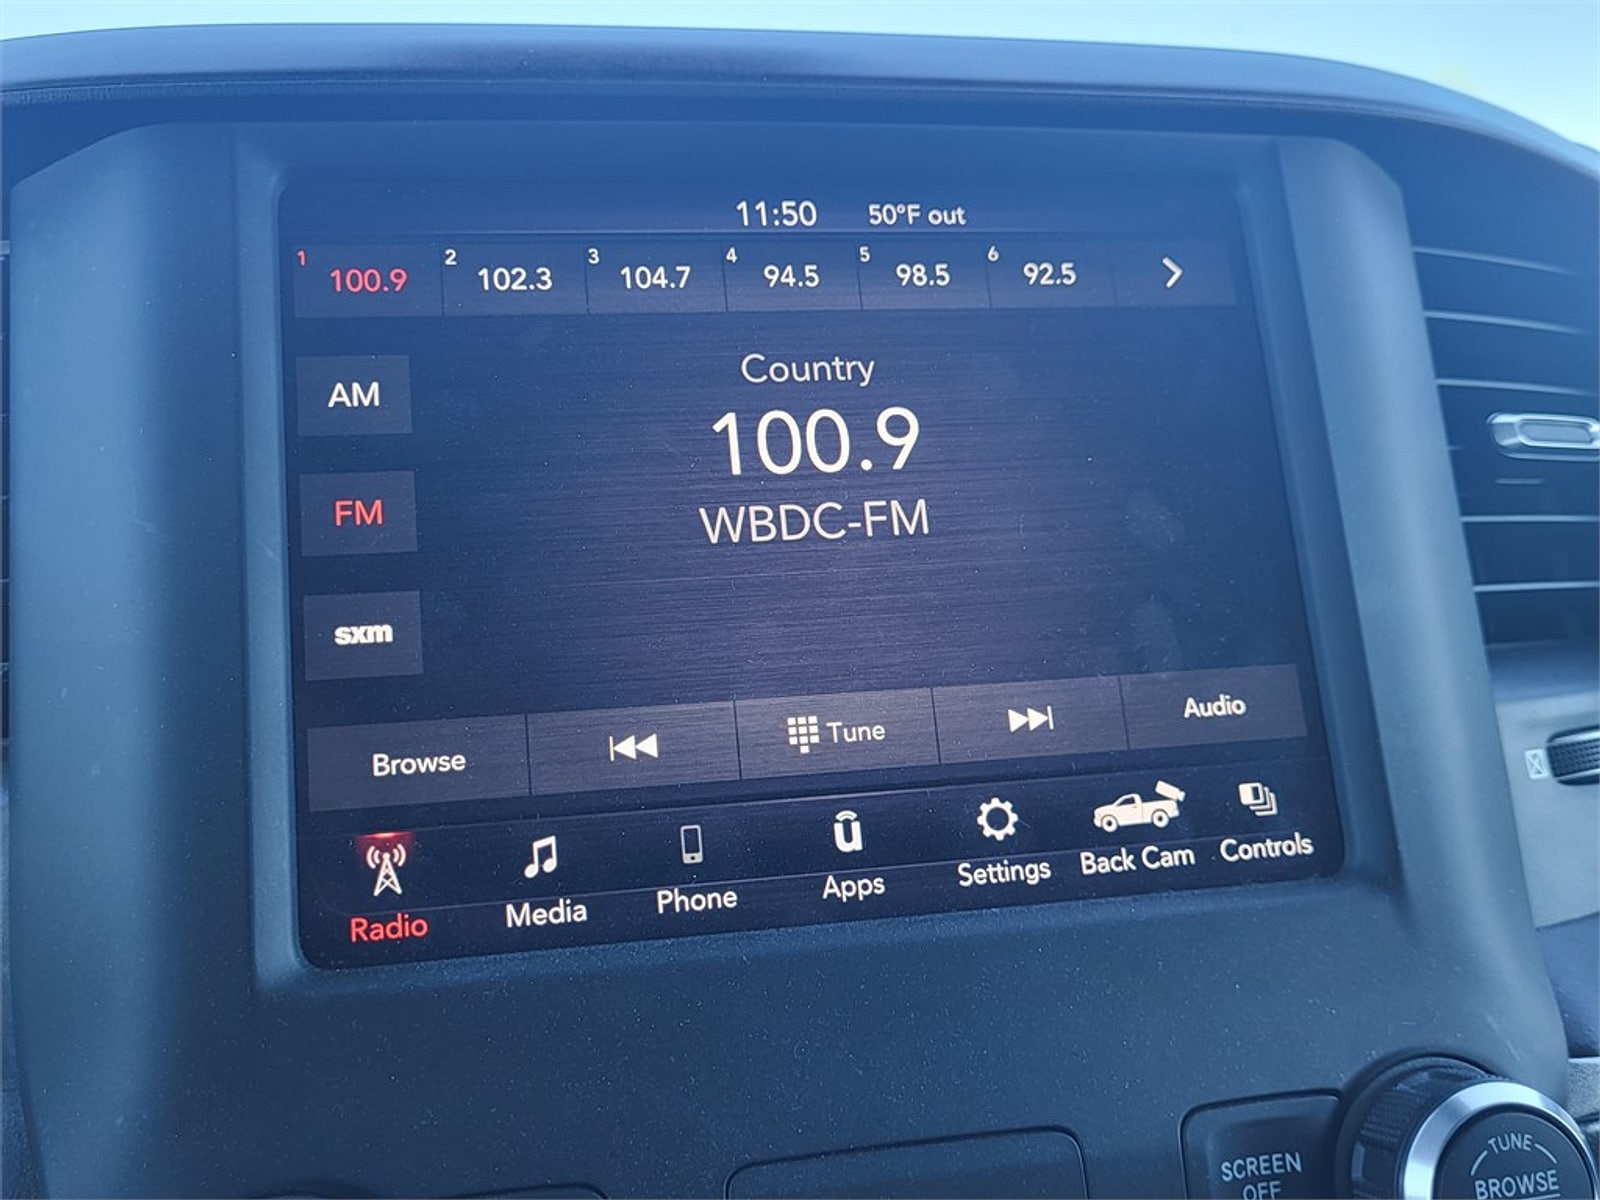 11:50 50°F out
1 100.9 2 102.3 3 104.7 4 94.5 5 98.5 6 92.5
Country
AM
100.9
FM
WBDC-FM
sxm
Browse Tune Audio
Radio Media Phone Apps Settings Back Cam Controls
SCREEN
OFF
TUNE
BROWSE